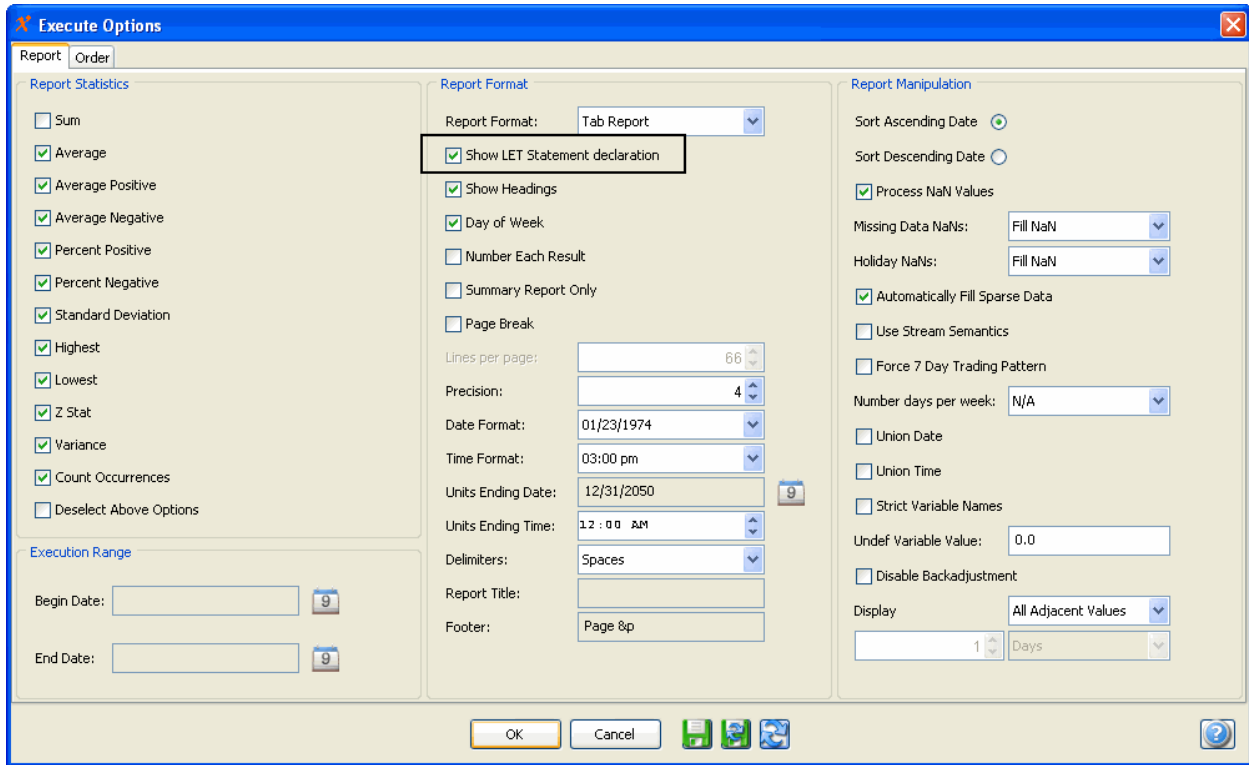 Execute Options
Report Order
Report Statistics
Sum
Average
Average Positive
Average Negative
Percent Positive
Percent Negative
Standard Deviation
Highest
Lowest
Z Stat
Variance
Count Occurrences
Deselect Above Options
Execution Range
Begin Date: 9
End Date: 9
Report Format
Report Format: Tab Report
Show LET Statement declaration
Show Headings
Day of Week
Number Each Result
Summary Report Only
Page Break
Lines per page: 66
Precision: 4
Date Format: 01/23/1974
Time Format: 03:00 pm
Units Ending Date: 12/31/2050 9
Units Ending Time: 12:00 AM
Delimiters: Spaces
Report Title:
Footer: Page &p
Report Manipulation
Sort Ascending Date
Sort Descending Date
Process NaN Values
Missing Data NaNs: Fill NaN
Holiday NaNs: Fill NaN
Automatically Fill Sparse Data
Use Stream Semantics
Force 7 Day Trading Pattern
Number days per week: N/A
Union Date
Union Time
Strict Variable Names
Undef Variable Value: 0.0
Disable Backadjustment
Display All Adjacent Values
1 Days
OK Cancel ?